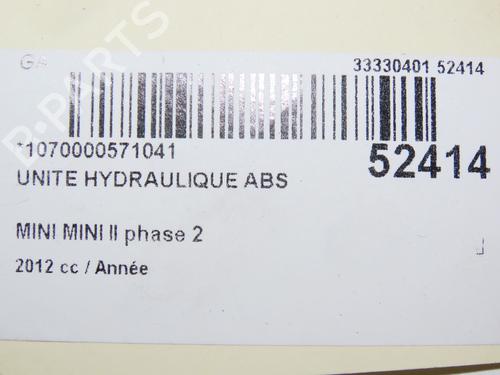 GA
33330401 52414
*1070000571041
52414
UNITE HYDRAULIQUE ABS
MINI MINI II phase 2
2012 cc / Année
B-PARTS